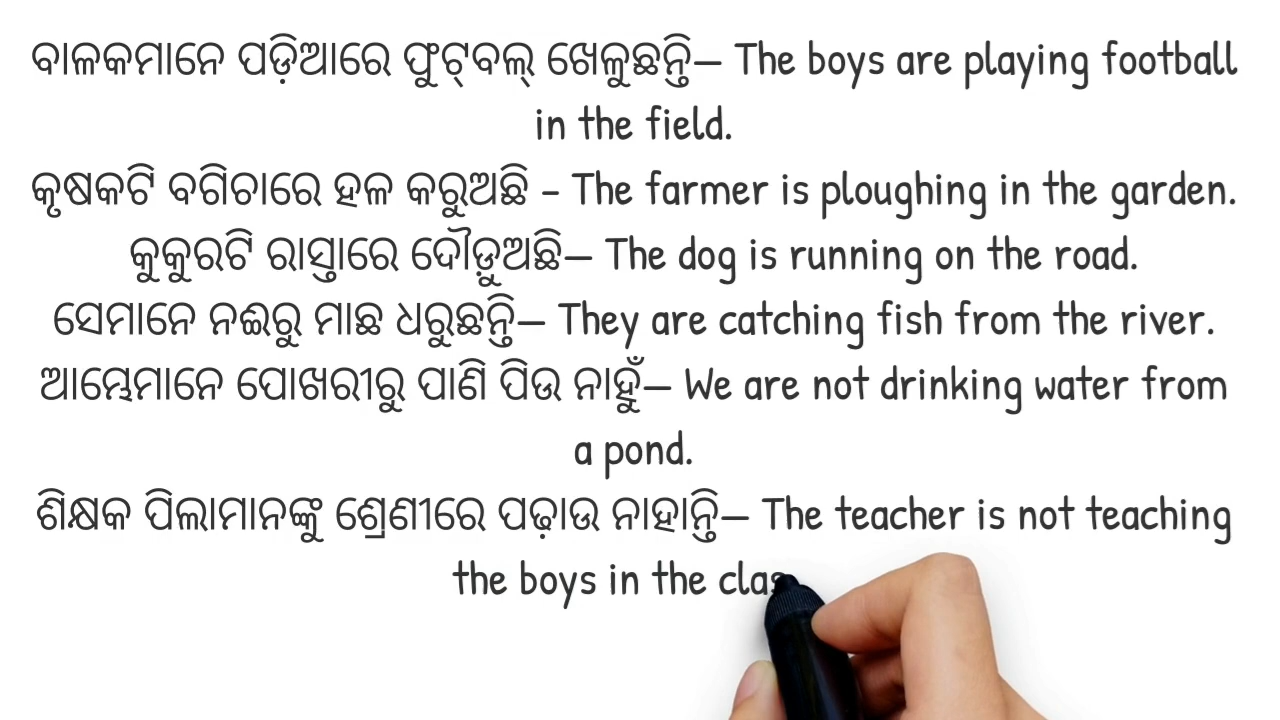 ବାଳକମାନେ ପଡ଼ିଆରେ ଫୁଟ୍‌ବଲ୍ ଖେଳୁଛନ୍ତି— The boys are playing football
in the field.
କୃଷକଟି ବଗିଚାରେ ହଳ କରୁଅଛି – The farmer is ploughing in the garden.
କୁକୁରଟି ରାସ୍ତାରେ ଦୌଡ଼ୁଅଛି— The dog is running on the road.
ସେମାନେ ନଈରୁ ମାଛ ଧରୁଛନ୍ତି— They are catching fish from the river.
ଆମ୍ଭେମାନେ ପୋଖରୀରୁ ପାଣି ପିଉ ନାହୁଁ— We are not drinking water from
a pond.
ଶିକ୍ଷକ ପିଲାମାନଙ୍କୁ ଶ୍ରେଣୀରେ ପଢ଼ାଉ ନାହାନ୍ତି— The teacher is not teaching
the boys in the clas